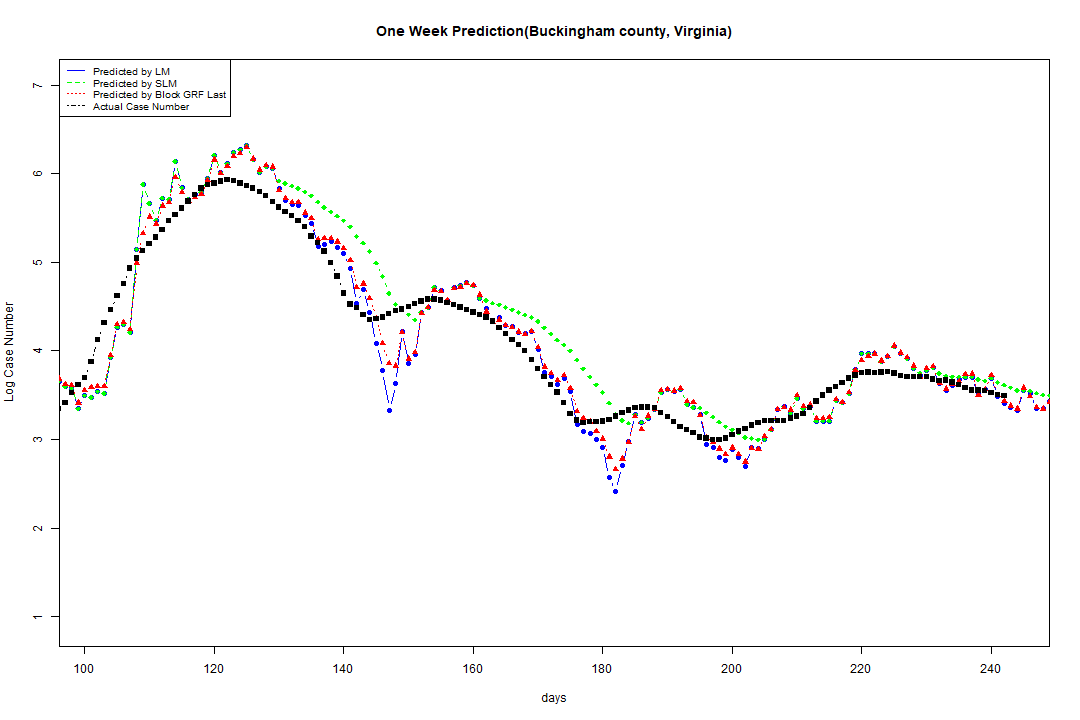 One Week Prediction(Buckingham county, Virginia)
Predicted by LM
Predicted by SLM
Predicted by Block GRF Last
Actual Case Number
Log Case Number
7
6
5
4
3
2
1
100 120 140 160 180 200 220 240
days